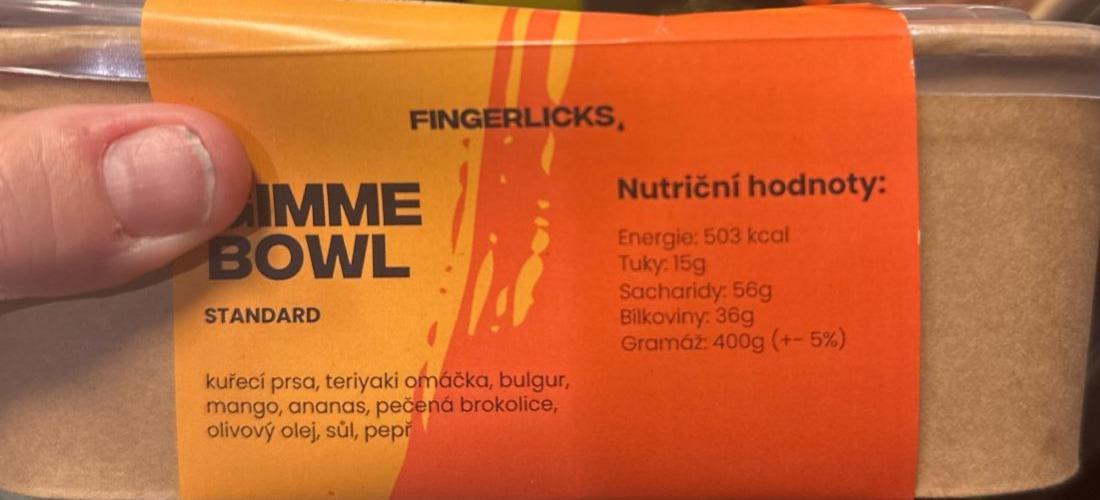 FINGERLICKS
GIMME
BOWL
STANDARD
kuřecí prsa, teriyaki omáčka, bulgur,
mango, ananas, pečená brokolice,
olivový olej, sůl, pepř
Nutriční hodnoty:
Energie: 503 kcal
Tuky: 15g
Sacharidy: 56g
Bílkoviny: 36g
Gramáž: 400g (+- 5%)